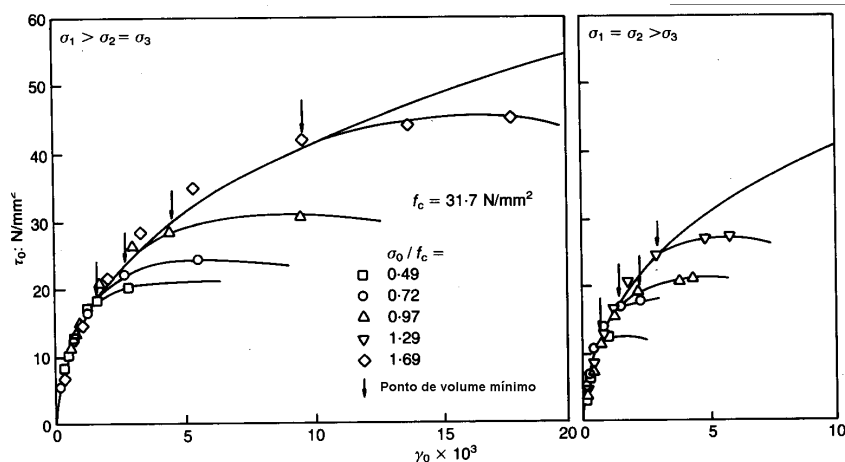 60
50
40
30
20
10
0
τ₀: N/mm²
σ₁ > σ₂ = σ₃
f_c = 31·7 N/mm²
σ₀ / f_c =
0·49
0·72
0·97
1·29
1·69
Ponto de volume mínimo
0
5
10
15
20
γ₀ × 10³
σ₁ = σ₂ > σ₃
0
5
10